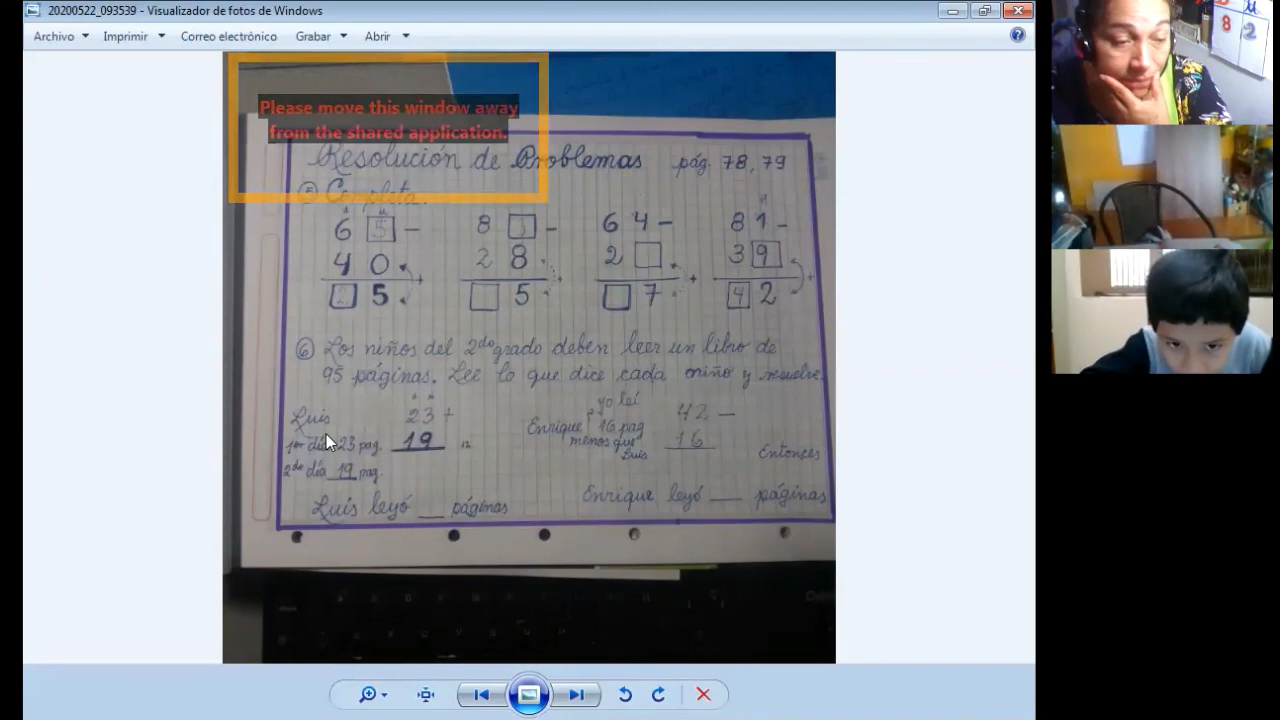 20200522_093539 - Visualizador de fotos de Windows
Archivo Imprimir Correo electrónico Grabar Abrir
Please move this window away
from the shared application.
Resolución de Problemas pág. 78, 79
5 Completa.
6 5 - 8 - 6 4 - 8 1 -
4 0 2 8 2 3 9
+ + + +
2 5 5 7 4 2
6 Los niños del 2do grado deben leer un libro de
95 páginas. Lee lo que dice cada niño y resuelve.
Luis 23 +
1er día 23 pag. 19 12
2do día 19 pag.
Luis leyó __ páginas
yo leí 42 -
Enrique 16 pag 16
menos que
Luis Entonces
Enrique leyó __ páginas
8 2